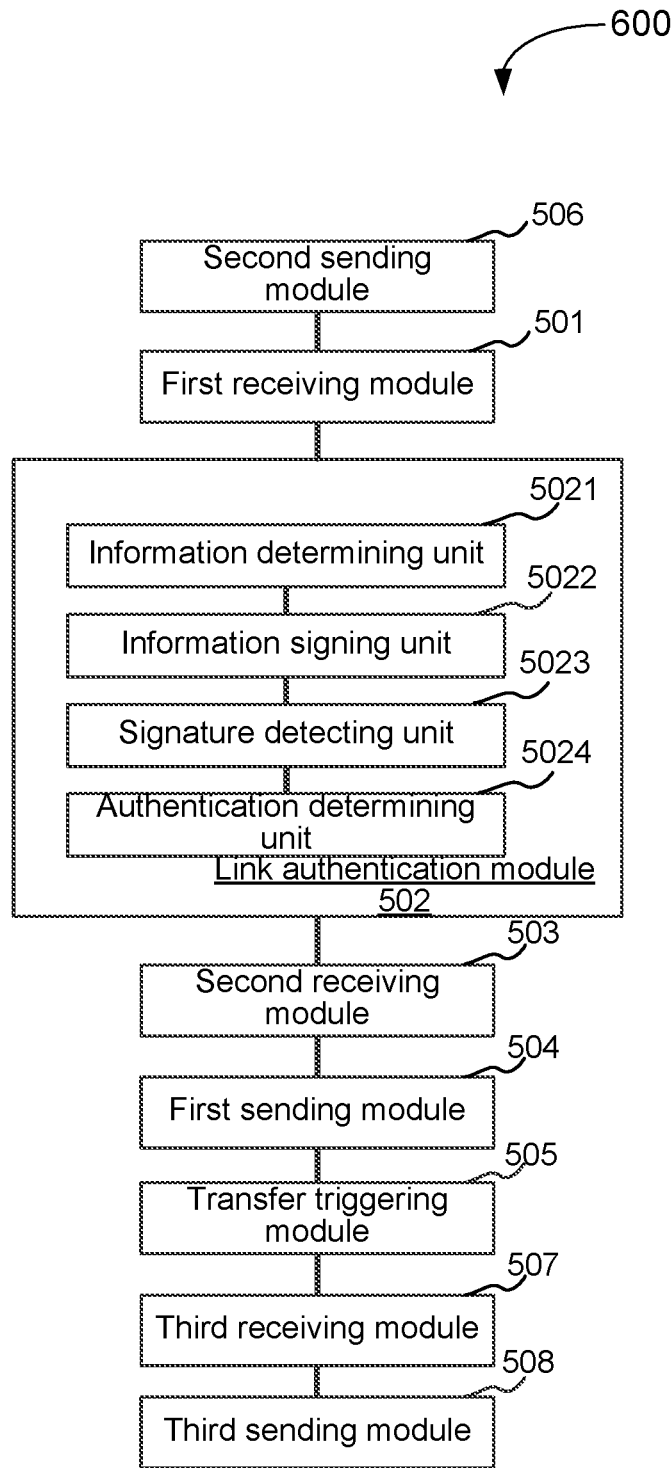 600
506
Second sending
module
501
First receiving module
5021
Information determining unit
5022
Information signing unit
5023
Signature detecting unit
5024
Authentication determining
unit
Link authentication module
502
503
Second receiving
module
504
First sending module
505
Transfer triggering
module
507
Third receiving module
508
Third sending module